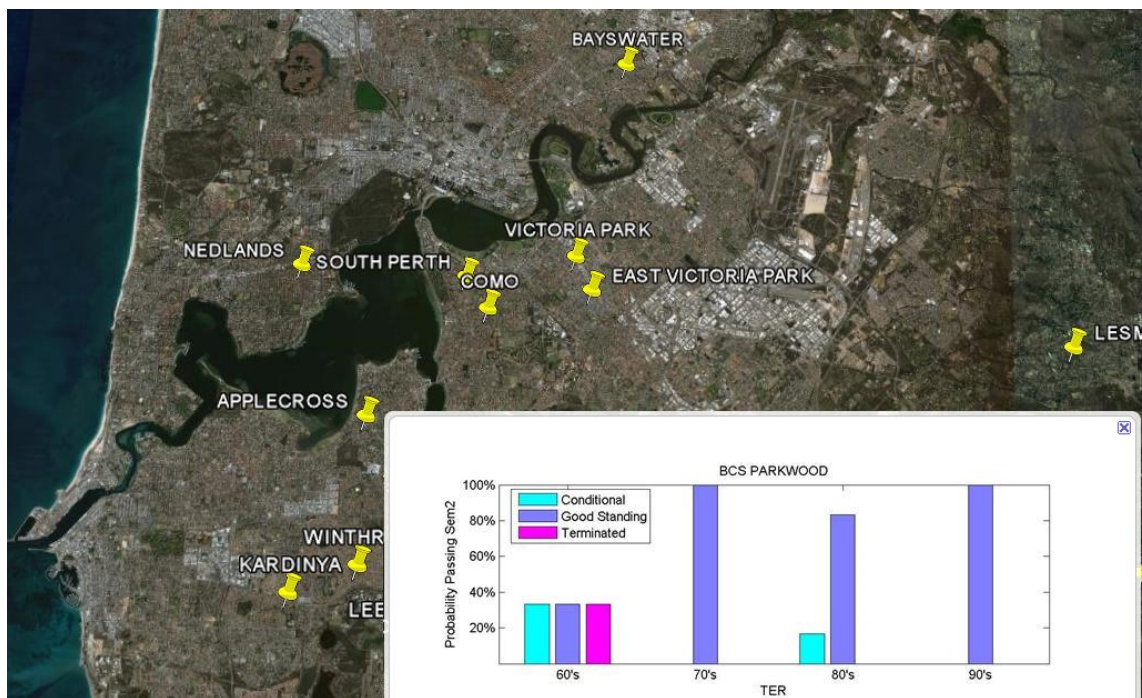 BAYSWATER
VICTORIA PARK
NEDLANDS
SOUTH PERTH
COMO
EAST VICTORIA PARK
LESM
APPLECROSS
WINTHR
KARDINYA
LEE
BCS PARKWOOD
Probability Passing Sem2
100%
80%
60%
40%
20%
Conditional
Good Standing
Terminated
60's
70's
80's
90's
TER